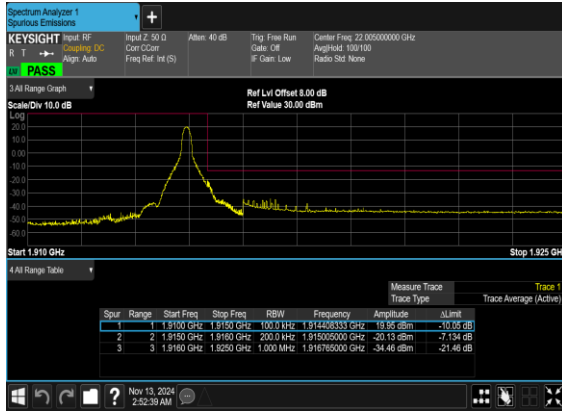 Spectrum Analyzer 1
Spurious Emissions
+
KEYSIGHT Input: RF Input Z: 50 Ω Atten: 40 dB Trig: Free Run Center Freq: 22.005000000 GHz
R T Coupling: DC Corr CCorr Gate: Off Avg|Hold: 100/100
Align: Auto Freq Ref: Int (S) IF Gain: Low Radio Std: None
PASS
3 All Range Graph
Scale/Div 10.0 dB Ref Lvl Offset 8.00 dB
Ref Value 30.00 dBm
Log
20.0
10.0
0.00
-10.0
-20.0
-30.0
-40.0
-50.0
-60.0
Start 1.910 GHz Stop 1.925 GH
4 All Range Table
Measure Trace Trace 1
Trace Type Trace Average (Active)
Spur Range Start Freq Stop Freq RBW Frequency Amplitude ΔLimit
1 1 1.9100 GHz 1.9150 GHz 100.0 kHz 1.914408333 GHz 19.95 dBm -10.05 dB
2 2 1.9150 GHz 1.9160 GHz 200.0 kHz 1.915005000 GHz -20.13 dBm -7.134 dB
3 3 1.9160 GHz 1.9250 GHz 1.000 MHz 1.916765000 GHz -34.46 dBm -21.46 dB
? Nov 13, 2024
2:52:39 AM